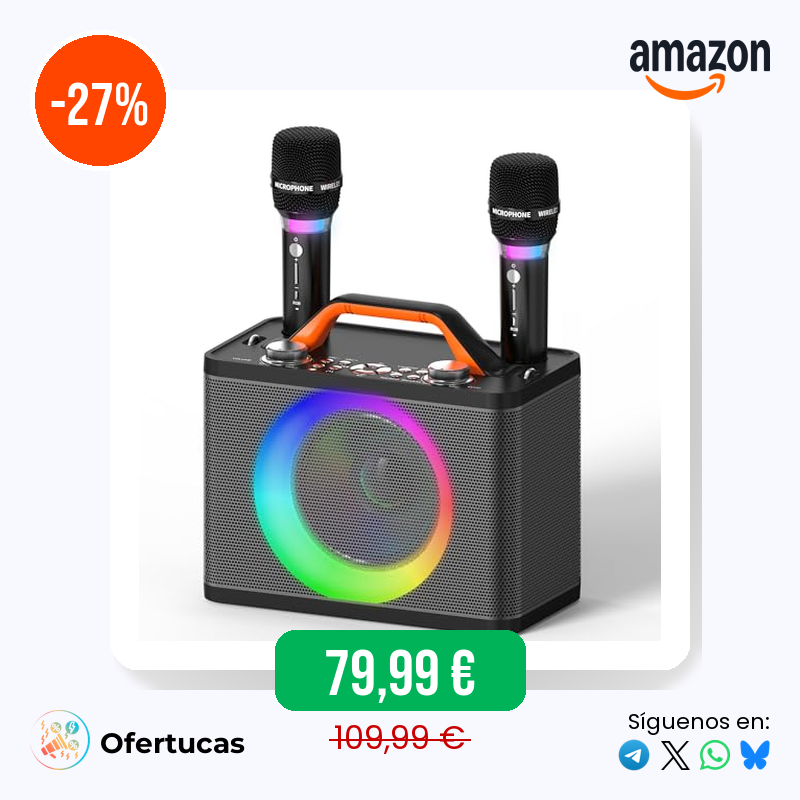 -27%
amazon
MICROPHONE WIRELESS
MICROPHONE WIRELESS
79,99 €
109,99 €
Ofertucas
Síguenos en: